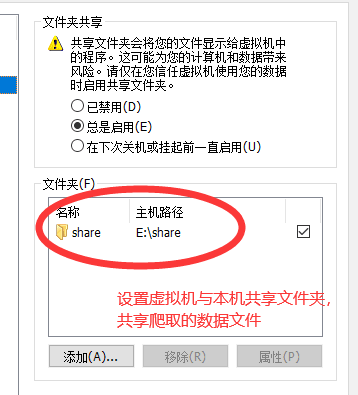 文件夹共享
共享文件夹会将您的文件显示给虚拟机中
的程序。这可能为您的计算机和数据带来
风险。请仅在您信任虚拟机使用您的数据
时启用共享文件夹。
已禁用(D)
总是启用(E)
在下次关机或挂起前一直启用(U)
文件夹(F)
名称 主机路径
share E:\share
设置虚拟机与本机共享文件夹，
共享爬取的数据文件
添加(A)... 移除(R) 属性(P)